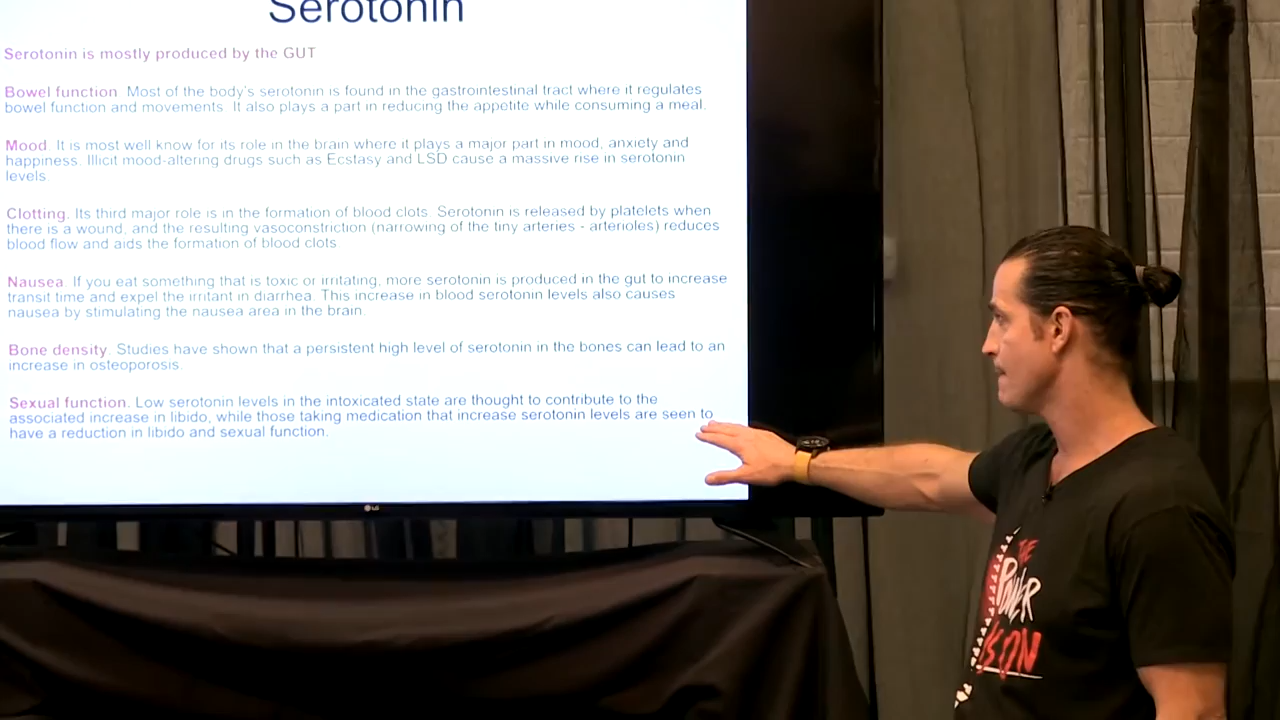 Serotonin
Serotonin is mostly produced by the GUT
Bowel function. Most of the body's serotonin is found in the gastrointestinal tract where it regulates
bowel function and movements. It also plays a part in reducing the appetite while consuming a meal.
Mood. It is most well know for its role in the brain where it plays a major part in mood, anxiety and
happiness. Illicit mood-altering drugs such as Ecstasy and LSD cause a massive rise in serotonin
levels.
Clotting. Its third major role is in the formation of blood clots. Serotonin is released by platelets when
there is a wound, and the resulting vasoconstriction (narrowing of the tiny arteries - arterioles) reduces
blood flow and aids the formation of blood clots
Nausea. If you eat something that is toxic or irritating, more serotonin is produced in the gut to increase
transit time and expel the irritant in diarrhea. This increase in blood serotonin levels also causes
nausea by stimulating the nausea area in the brain.
Bone density. Studies have shown that a persistent high level of serotonin in the bones can lead to an
increase in osteoporosis.
Sexual function. Low serotonin levels in the intoxicated state are thought to contribute to the
associated increase in libido, while those taking medication that increase serotonin levels are seen to
have a reduction in libido and sexual function.
LG
THE
POWER
IS ON